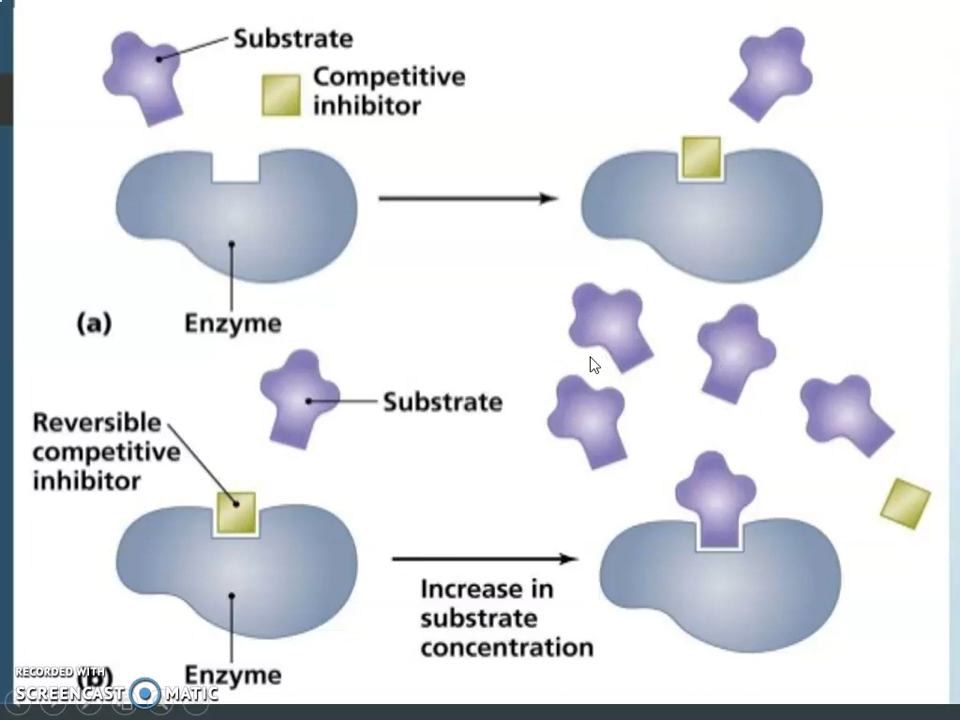 Substrate
Competitive
inhibitor
(a)
Enzyme
Substrate
Reversible
competitive
inhibitor
Increase in
substrate
concentration
(b)
Enzyme
RECORDED WITH
SCREENCAST MATIC